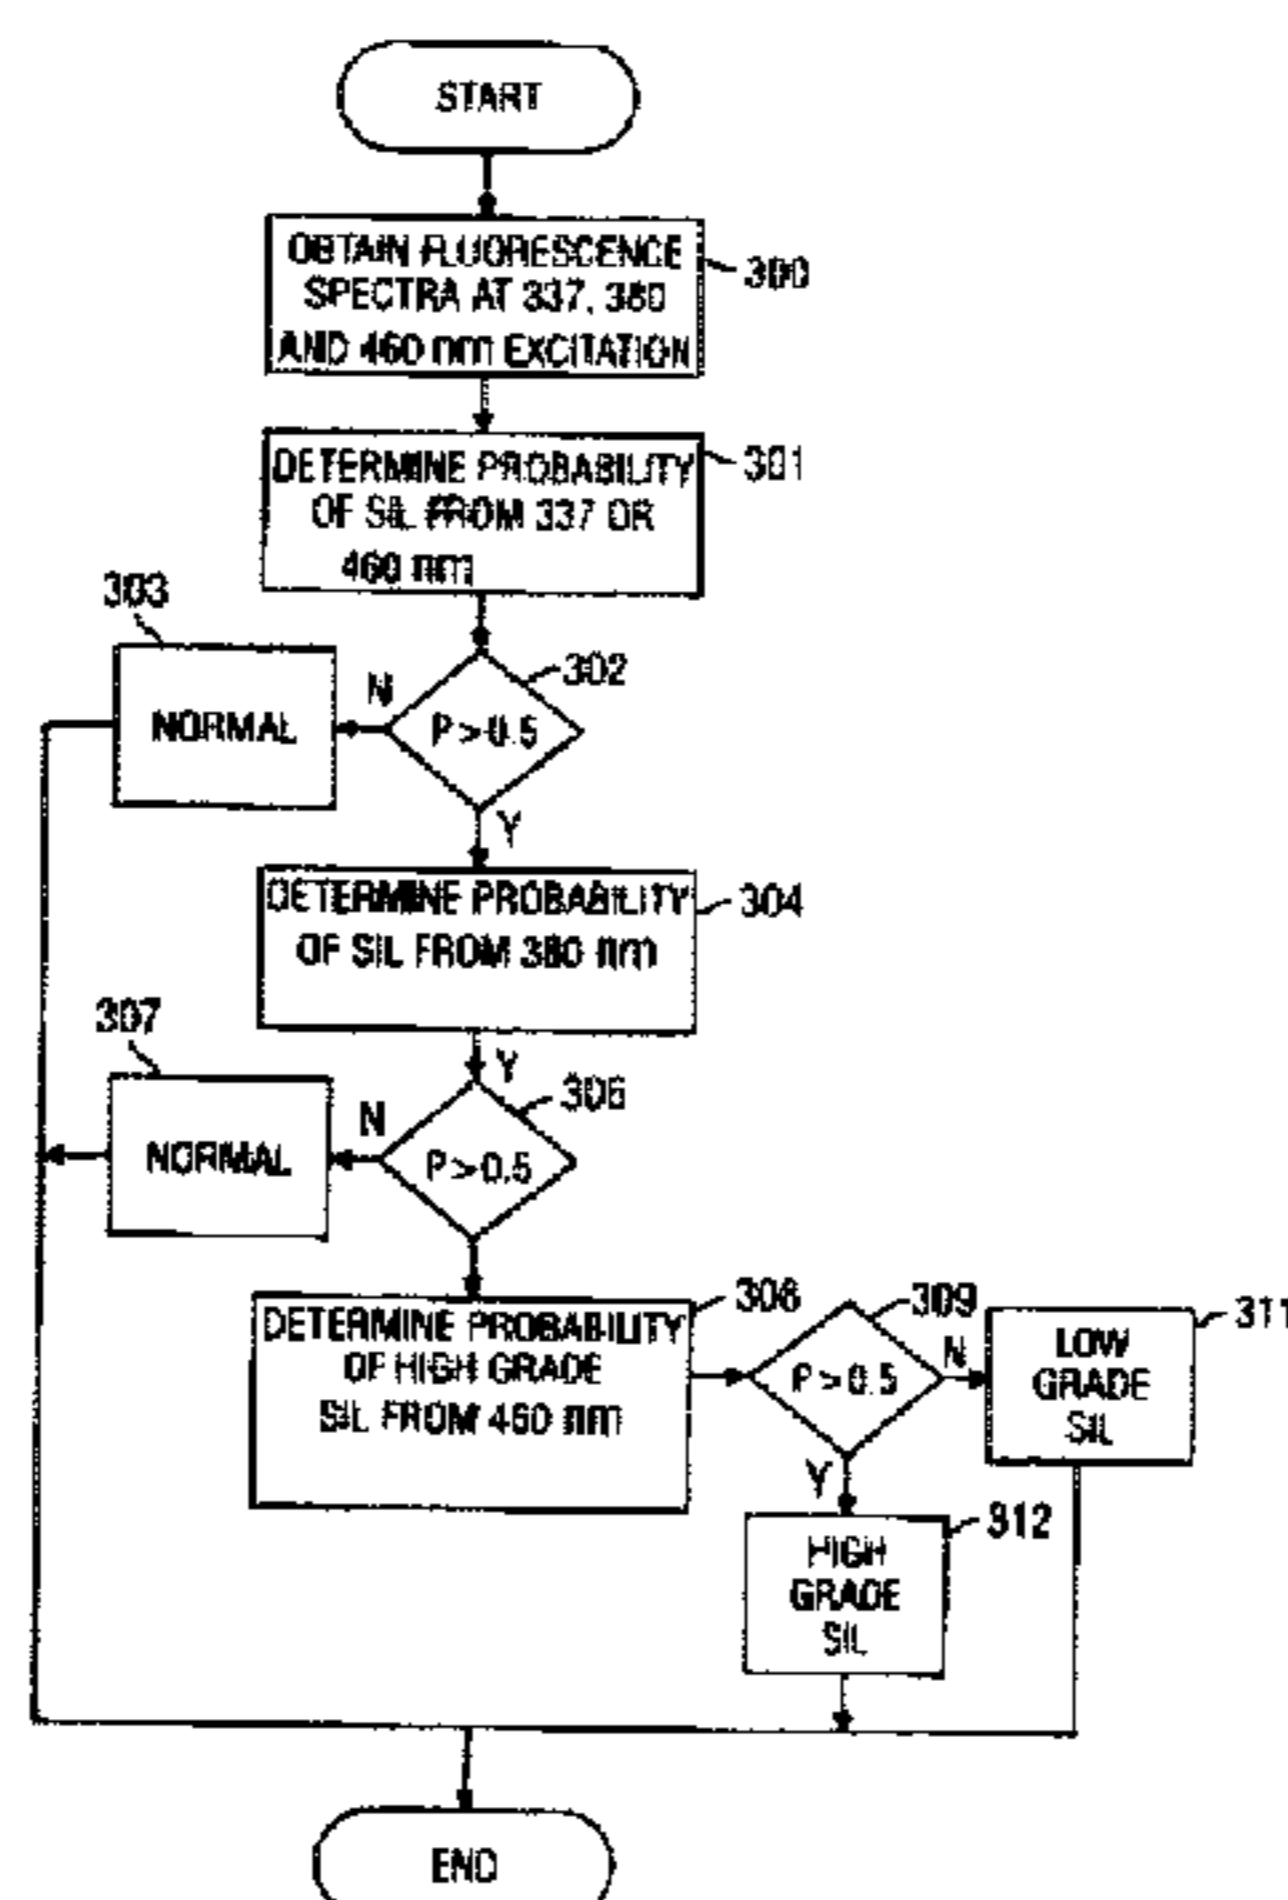 START
OBTAIN FLUORESCENCE
SPECTRA AT 337, 380
AND 460 nm EXCITATION
300
DETERMINE PROBABILITY
OF SIL FROM 337 OR
460 nm
301
303
NORMAL
N
302
P>0.5
Y
DETERMINE PROBABILITY
OF SIL FROM 380 nm
304
307
Y
NORMAL
N
306
P>0.5
DETERMINE PROBABILITY
OF HIGH GRADE
SIL FROM 460 nm
308
309
P>0.5
N
LOW
GRADE
SIL
311
Y
HIGH
GRADE
SIL
312
END